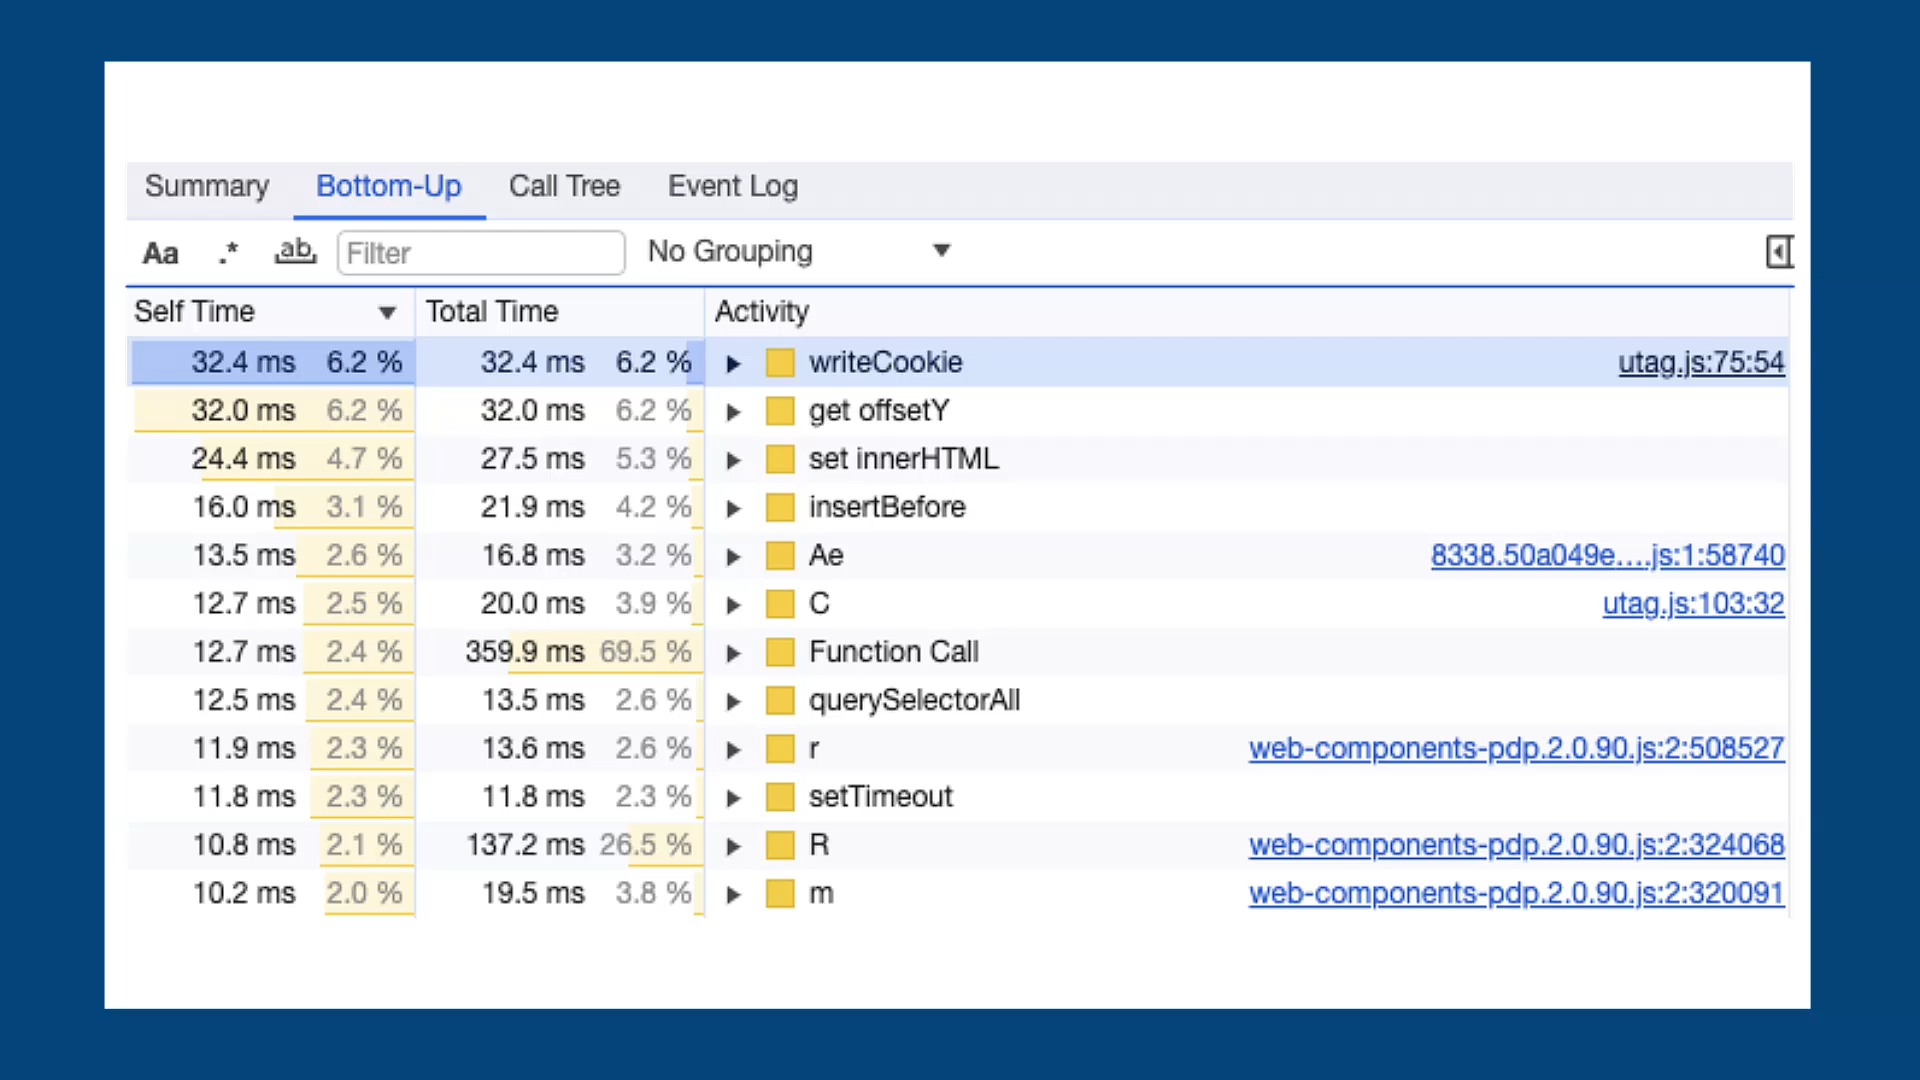 Summary Bottom-Up Call Tree Event Log
Aa .* ab Filter No Grouping
Self Time Total Time Activity
32.4 ms 6.2 % 32.4 ms 6.2 % writeCookie utag.js:75:54
32.0 ms 6.2 % 32.0 ms 6.2 % get offsetY
24.4 ms 4.7 % 27.5 ms 5.3 % set innerHTML
16.0 ms 3.1 % 21.9 ms 4.2 % insertBefore
13.5 ms 2.6 % 16.8 ms 3.2 % Ae 8338.50a049e....js:1:58740
12.7 ms 2.5 % 20.0 ms 3.9 % C utag.js:103:32
12.7 ms 2.4 % 359.9 ms 69.5 % Function Call
12.5 ms 2.4 % 13.5 ms 2.6 % querySelectorAll
11.9 ms 2.3 % 13.6 ms 2.6 % r web-components-pdp.2.0.90.js:2:508527
11.8 ms 2.3 % 11.8 ms 2.3 % setTimeout
10.8 ms 2.1 % 137.2 ms 26.5 % R web-components-pdp.2.0.90.js:2:324068
10.2 ms 2.0 % 19.5 ms 3.8 % m web-components-pdp.2.0.90.js:2:320091